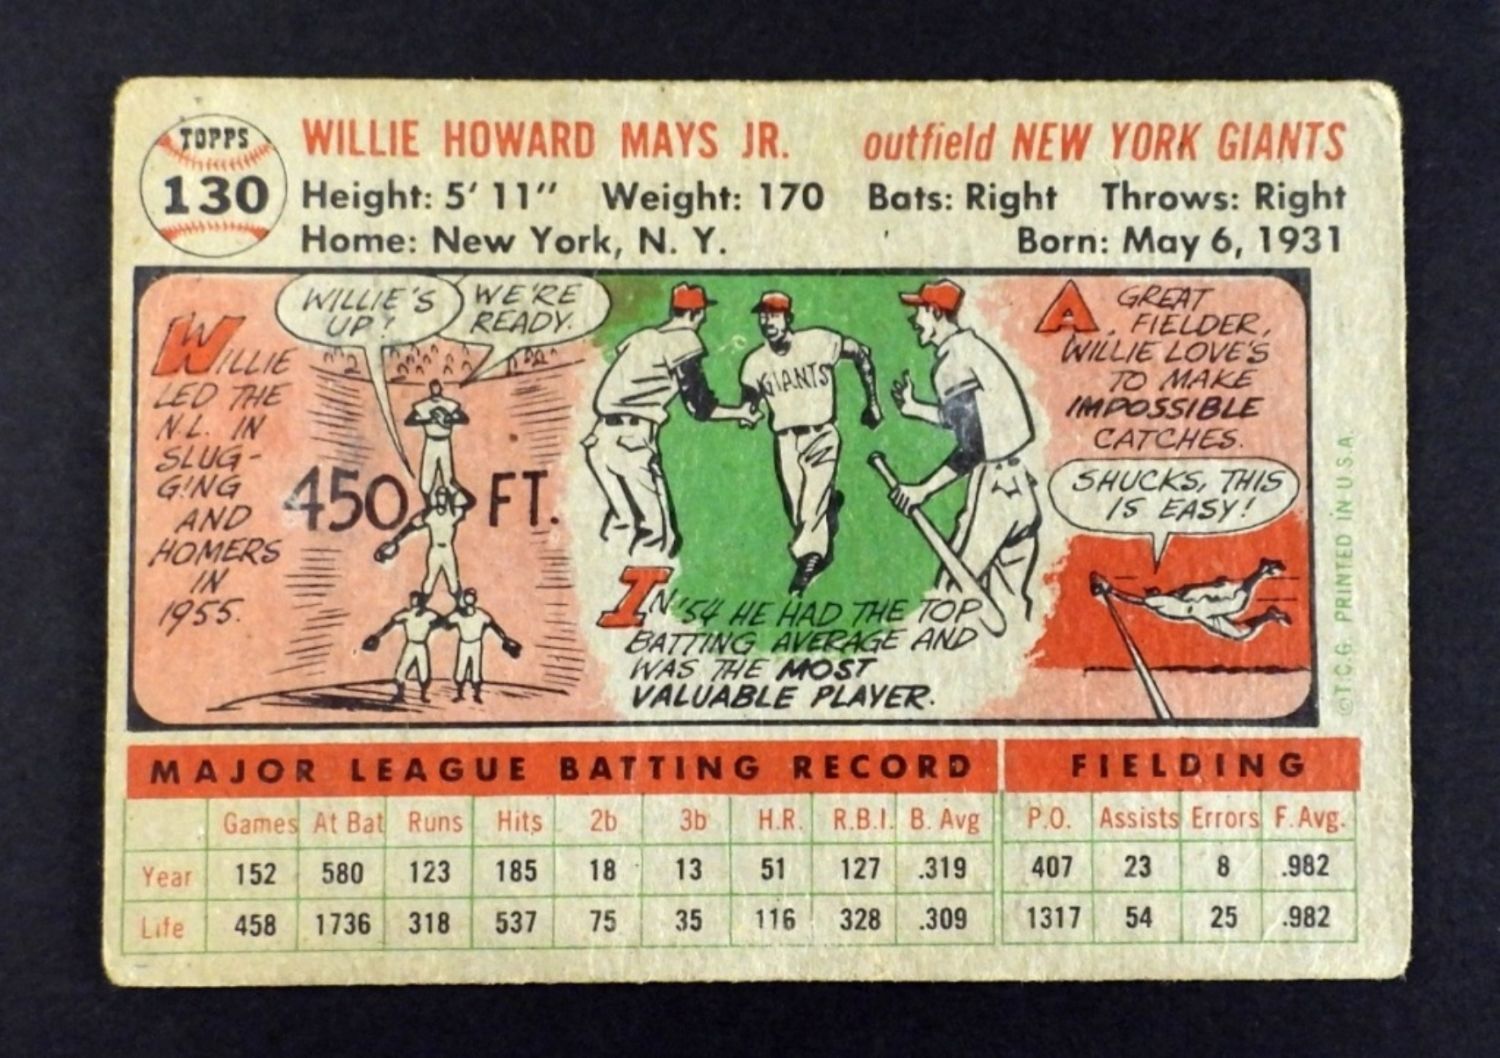 TOPPS
130
WILLIE HOWARD MAYS JR. outfield NEW YORK GIANTS
Height: 5' 11" Weight: 170 Bats: Right Throws: Right
Home: New York, N. Y. Born: May 6, 1931
WILLIE
LED THE
N.L. IN
SLUG-
GING
AND
HOMERS
IN
1955.
WILLIE'S
UP!
WE'RE
READY.
450 FT.
GIANTS
IN '54 HE HAD THE TOP
BATTING AVERAGE AND
WAS THE MOST
VALUABLE PLAYER.
A GREAT
FIELDER,
WILLIE LOVE'S
TO MAKE
IMPOSSIBLE
CATCHES.
SHUCKS, THIS
IS EASY!
© T.C.G. PRINTED IN U.S.A.
MAJOR LEAGUE BATTING RECORD FIELDING
Games At Bat Runs Hits 2b 3b H.R. R.B.I. B. Avg P.O. Assists Errors F. Avg.
Year 152 580 123 185 18 13 51 127 .319 407 23 8 .982
Life 458 1736 318 537 75 35 116 328 .309 1317 54 25 .982